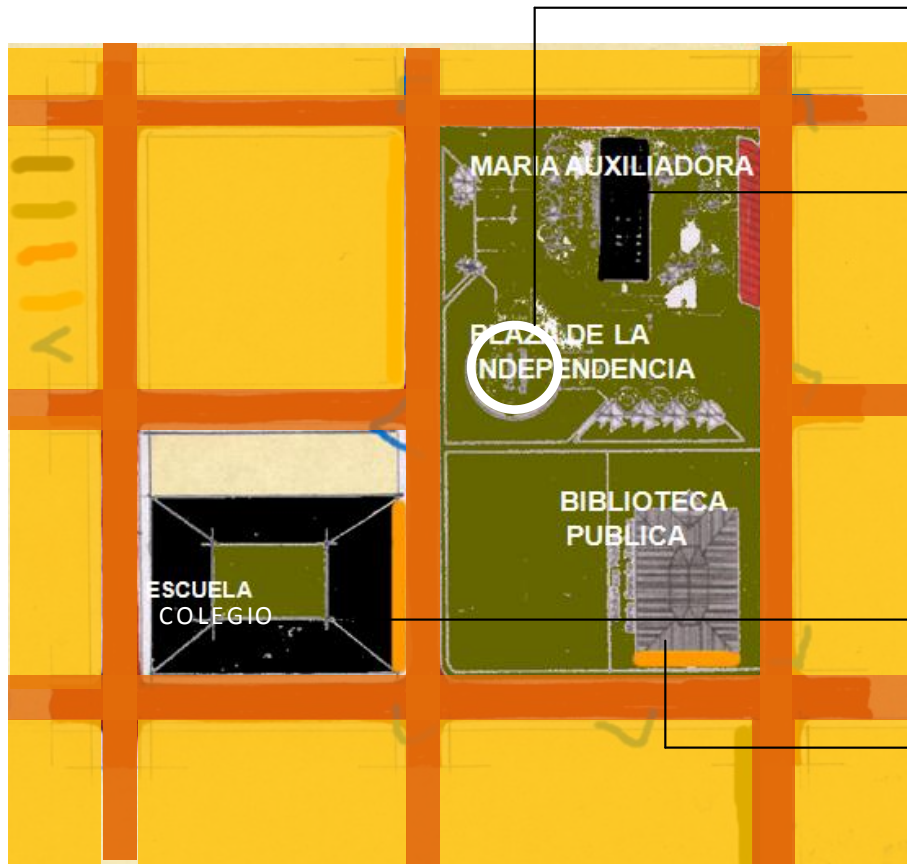 MARIA AUXILIADORA
PLAZA DE LA
INDEPENDENCIA
BIBLIOTECA
PUBLICA
ESCUELA
COLEGIO